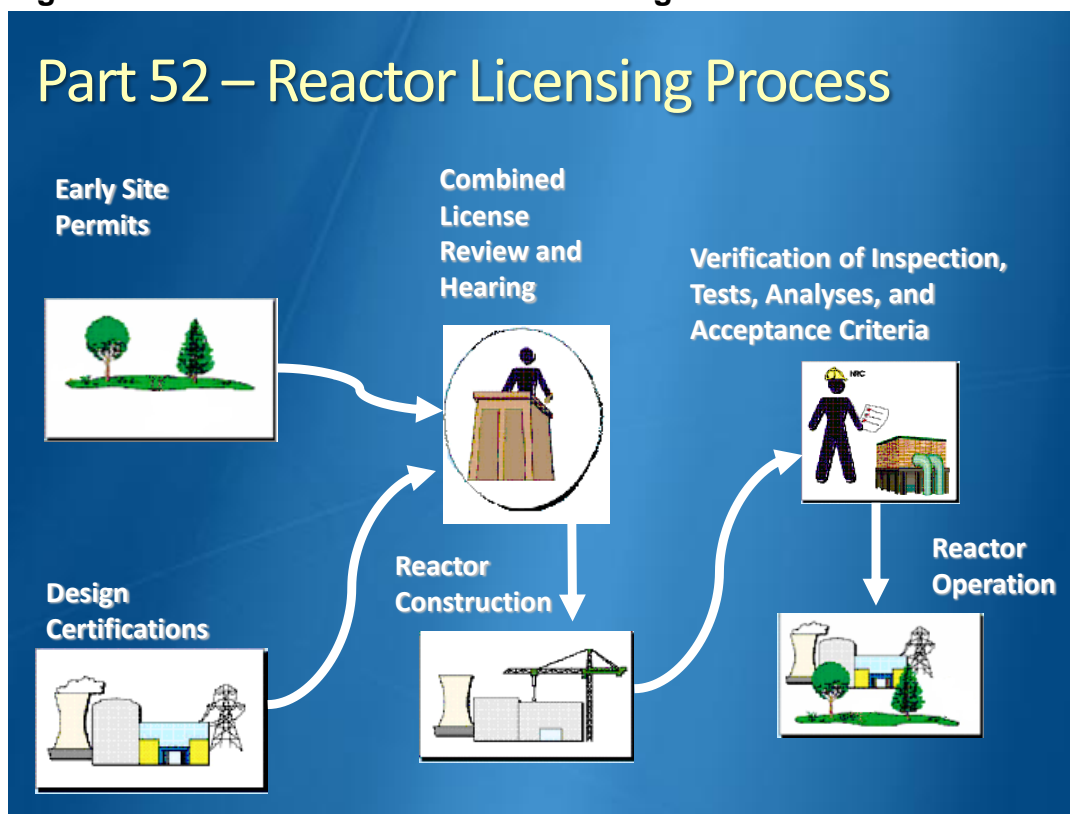 Part 52 – Reactor Licensing Process
Early Site
Permits
Combined
License
Review and
Hearing
Verification of Inspection,
Tests, Analyses, and
Acceptance Criteria
NRC
Design
Certifications
Reactor
Construction
Reactor
Operation